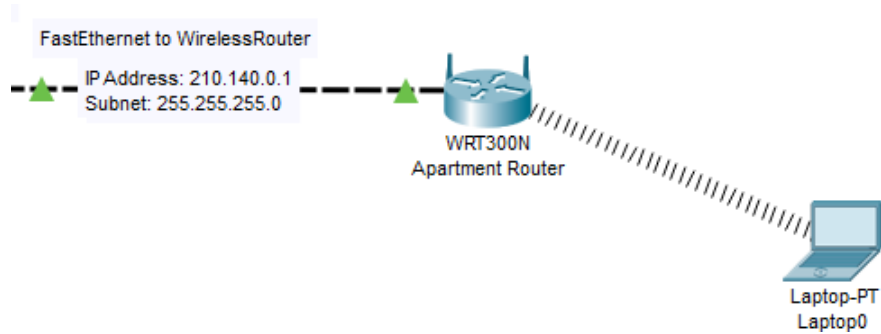 FastEthernet to WirelessRouter
IP Address: 210.140.0.1
Subnet: 255.255.255.0
WRT300N
Apartment Router
Laptop-PT
Laptop0